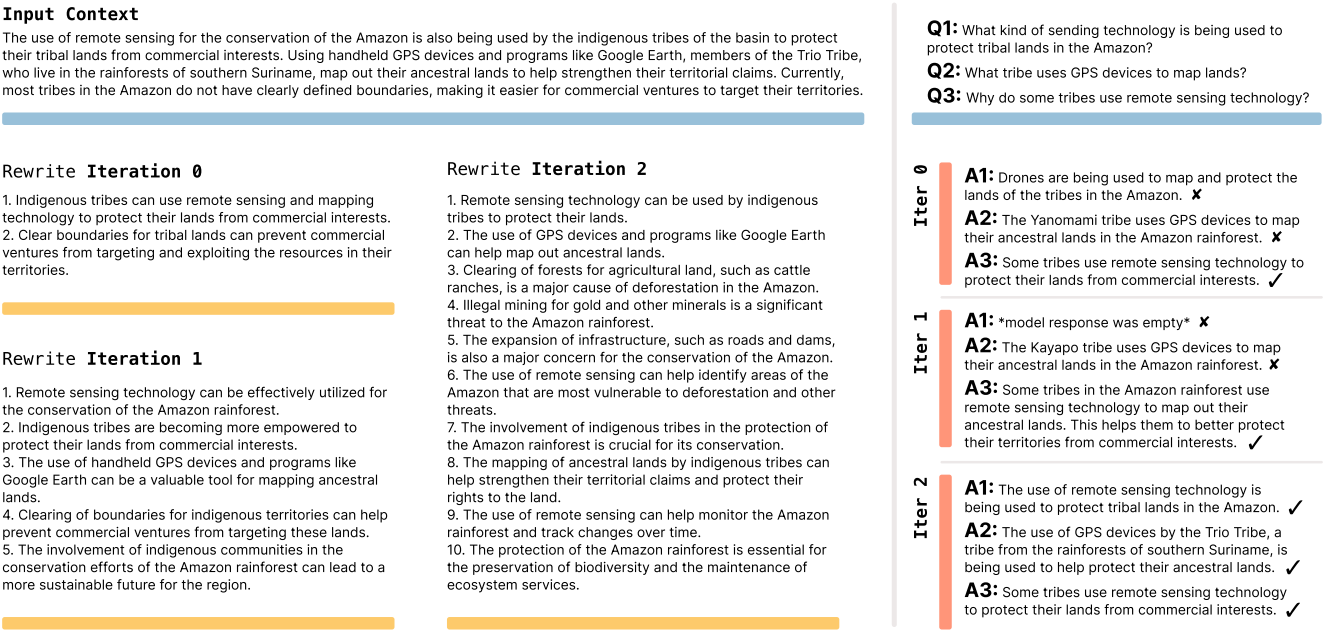 Input Context
The use of remote sensing for the conservation of the Amazon is also being used by the indigenous tribes of the basin to protect
their tribal lands from commercial interests. Using handheld GPS devices and programs like Google Earth, members of the Trio Tribe,
who live in the rainforests of southern Suriname, map out their ancestral lands to help strengthen their territorial claims. Currently,
most tribes in the Amazon do not have clearly defined boundaries, making it easier for commercial ventures to target their territories.
Rewrite Iteration 0
1. Indigenous tribes can use remote sensing and mapping
technology to protect their lands from commercial interests.
2. Clear boundaries for tribal lands can prevent commercial
ventures from targeting and exploiting the resources in their
territories.
Rewrite Iteration 1
1. Remote sensing technology can be effectively utilized for
the conservation of the Amazon rainforest.
2. Indigenous tribes are becoming more empowered to
protect their lands from commercial interests.
3. The use of handheld GPS devices and programs like
Google Earth can be a valuable tool for mapping ancestral
lands.
4. Clearing of boundaries for indigenous territories can help
prevent commercial ventures from targeting these lands.
5. The involvement of indigenous communities in the
conservation efforts of the Amazon rainforest can lead to a
more sustainable future for the region.
Rewrite Iteration 2
1. Remote sensing technology can be used by indigenous
tribes to protect their lands.
2. The use of GPS devices and programs like Google Earth
can help map out ancestral lands.
3. Clearing of forests for agricultural land, such as cattle
ranches, is a major cause of deforestation in the Amazon.
4. Illegal mining for gold and other minerals is a significant
threat to the Amazon rainforest.
5. The expansion of infrastructure, such as roads and dams,
is also a major concern for the conservation of the Amazon.
6. The use of remote sensing can help identify areas of the
Amazon that are most vulnerable to deforestation and other
threats.
7. The involvement of indigenous tribes in the protection of
the Amazon rainforest is crucial for its conservation.
8. The mapping of ancestral lands by indigenous tribes can
help strengthen their territorial claims and protect their
rights to the land.
9. The use of remote sensing can help monitor the Amazon
rainforest and track changes over time.
10. The protection of the Amazon rainforest is essential for
the preservation of biodiversity and the maintenance of
ecosystem services.
Q1: What kind of sending technology is being used to
protect tribal lands in the Amazon?
Q2: What tribe uses GPS devices to map lands?
Q3: Why do some tribes use remote sensing technology?
Iter 0
A1: Drones are being used to map and protect the
lands of the tribes in the Amazon. ✘
A2: The Yanomami tribe uses GPS devices to map
their ancestral lands in the Amazon rainforest. ✘
A3: Some tribes use remote sensing technology to
protect their lands from commercial interests. ✓
Iter 1
A1: *model response was empty* ✘
A2: The Kayapo tribe uses GPS devices to map
their ancestral lands in the Amazon rainforest. ✘
A3: Some tribes in the Amazon rainforest use
remote sensing technology to map out their
ancestral lands. This helps them to better protect
their territories from commercial interests. ✓
Iter 2
A1: The use of remote sensing technology is
being used to protect tribal lands in the Amazon. ✓
A2: The use of GPS devices by the Trio Tribe, a
tribe from the rainforests of southern Suriname, is
being used to help protect their ancestral lands. ✓
A3: Some tribes use remote sensing technology
to protect their lands from commercial interests. ✓